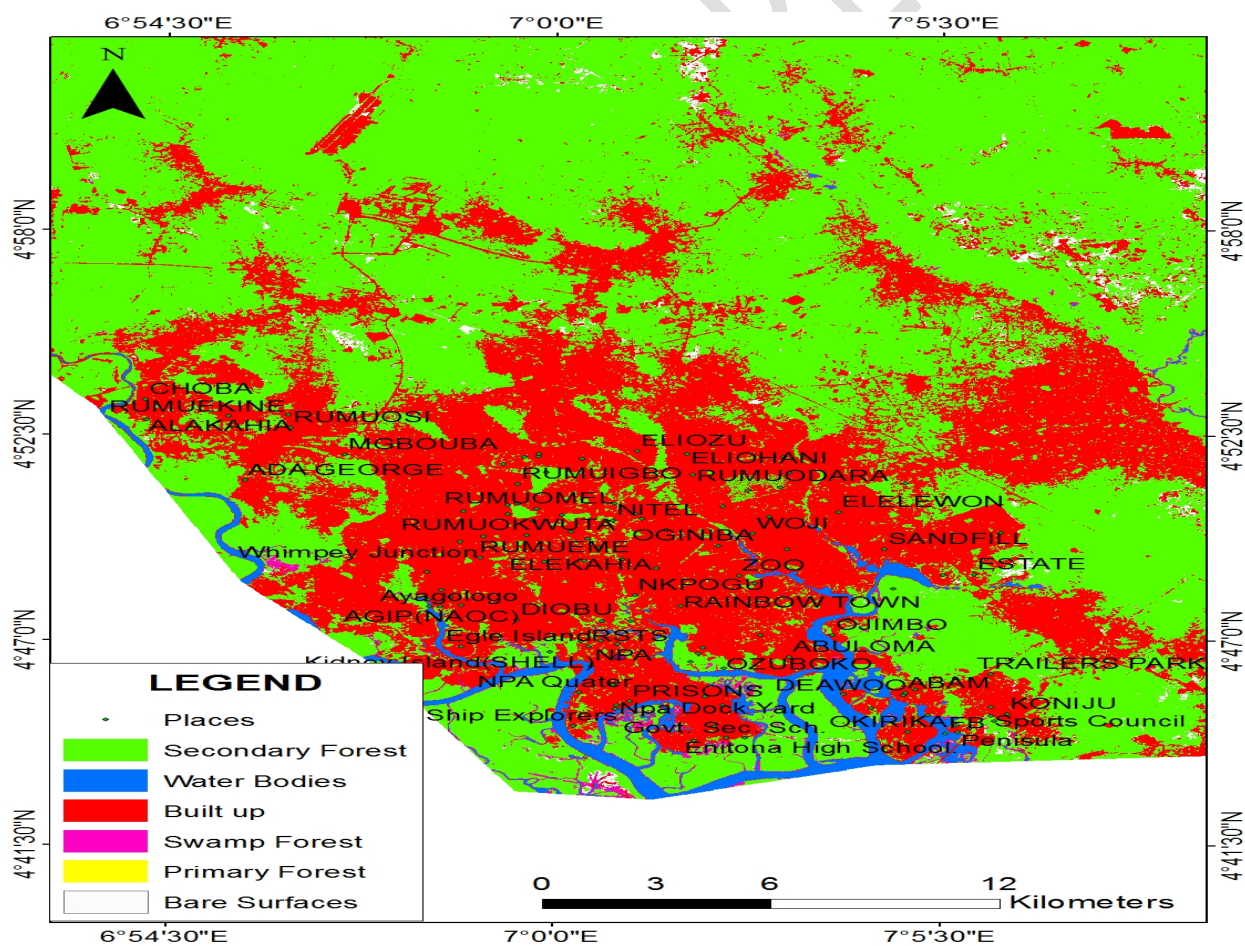 6°54'30"E 7°0'0"E 7°5'30"E
N
4°58'0"N 4°58'0"N
CHOBA
RUMUEKINE
RUMUOSI
ALAKAHIA
4°52'30"N 4°52'30"N
MGBOUBA
ELIOZU
ELIOHANI
ADA GEORGE
RUMUIGBO
RUMUODARA
RUMUOMEL
ELELEWON
NITEL
RUMUOKWUTA
WOJI
OGINIBA
SANDFILL
Whimpey Junction
RUMUEME
ELEKAHIA
ZOO
ESTATE
NKPOGU
Ayagologo
RAINBOW TOWN
AGIP(NAOC)
DIOBU
OJIMBO
4°47'0"N 4°47'0"N
Egle Island
RSTS
ABULOMA
NPA
Kidney Island(SHELL)
OZUBOKO
TRAILERS PARK
NPA Quater
PRISONS
DEAWOO
ABAM
KONIJU
Npa Dock Yard
Ship Explorers
Govt. Sec. Sch.
OKIRIKA
FB
Sports Council
Enitona High School.
Penisula
LEGEND
Places
Secondary Forest
Water Bodies
Built up
Swamp Forest
Primary Forest
Bare Surfaces
4°41'30"N 4°41'30"N
0 3 6 12
Kilometers
6°54'30"E 7°0'0"E 7°5'30"E